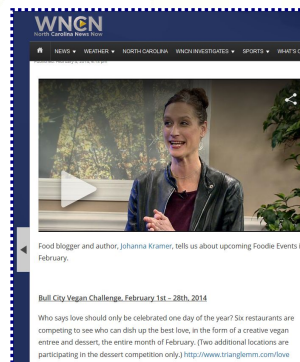 WNCN
North Carolina News Now
NEWS WEATHER NORTH CAROLINA WNCN INVESTIGATES SPORTS WHAT'S
Food blogger and author, Johanna Kramer, tells us about upcoming Foodie Events
February.
Bull City Vegan Challenge, February 1st – 28th, 2014
Who says love should only be celebrated one day of the year? Six restaurants are
competing to see who can dish up the best love, in the form of a creative vegan
entree and dessert, the entire month of February. (Two additional locations are
participating in the dessert competition only.) http://www.trianglemm.com/love